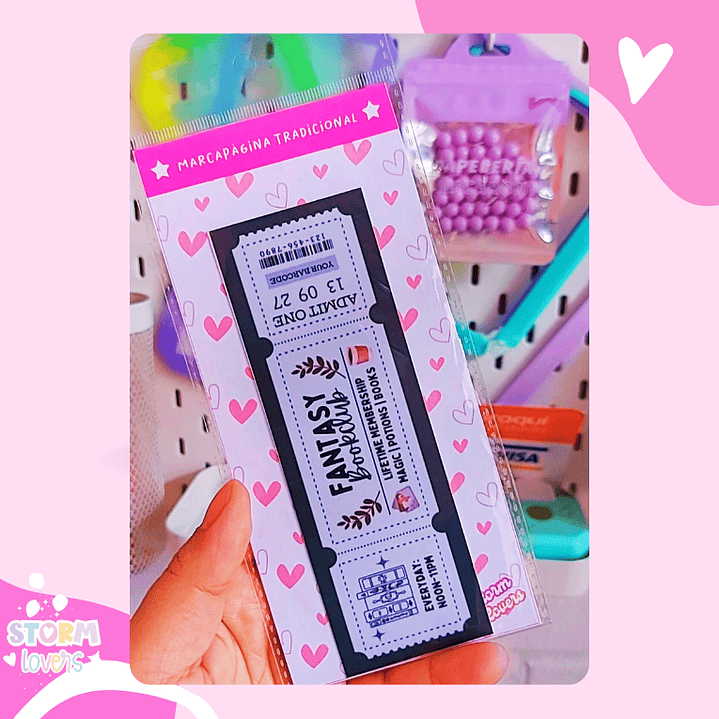 MARCAPÁGINA TRADICIONAL
123-456-7890
YOUR BARCODE
13 09 27
ADMIT ONE
FANTASY
Bookclub
LIFETIME MEMBERSHIP
MAGIC | POTIONS | BOOKS
EVERYDAY:
NOON-11PM
VISA
STORM
lovers